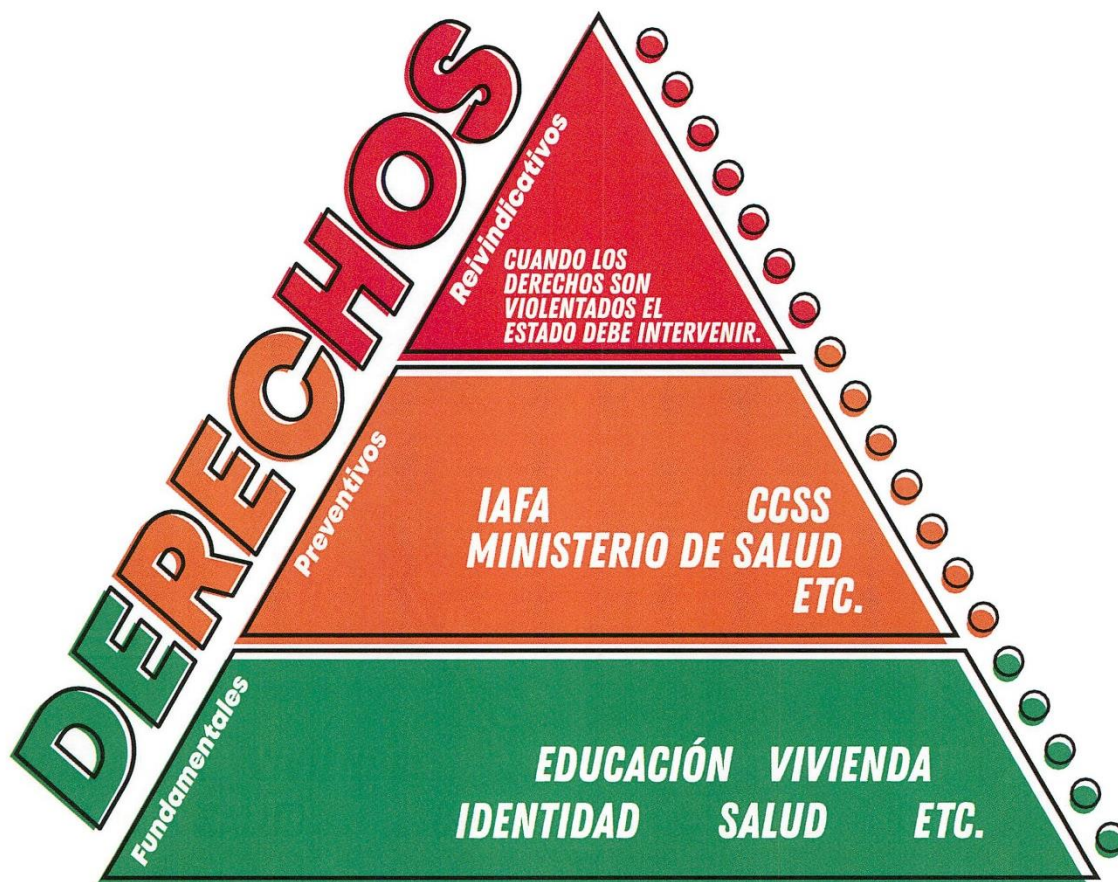 DERECHOS
Reivindicativos
CUANDO LOS
DERECHOS SON
VIOLENTADOS EL
ESTADO DEBE INTERVENIR.
Preventivos
IAFA CCSS
MINISTERIO DE SALUD
ETC.
Fundamentales
EDUCACIÓN VIVIENDA
IDENTIDAD SALUD ETC.